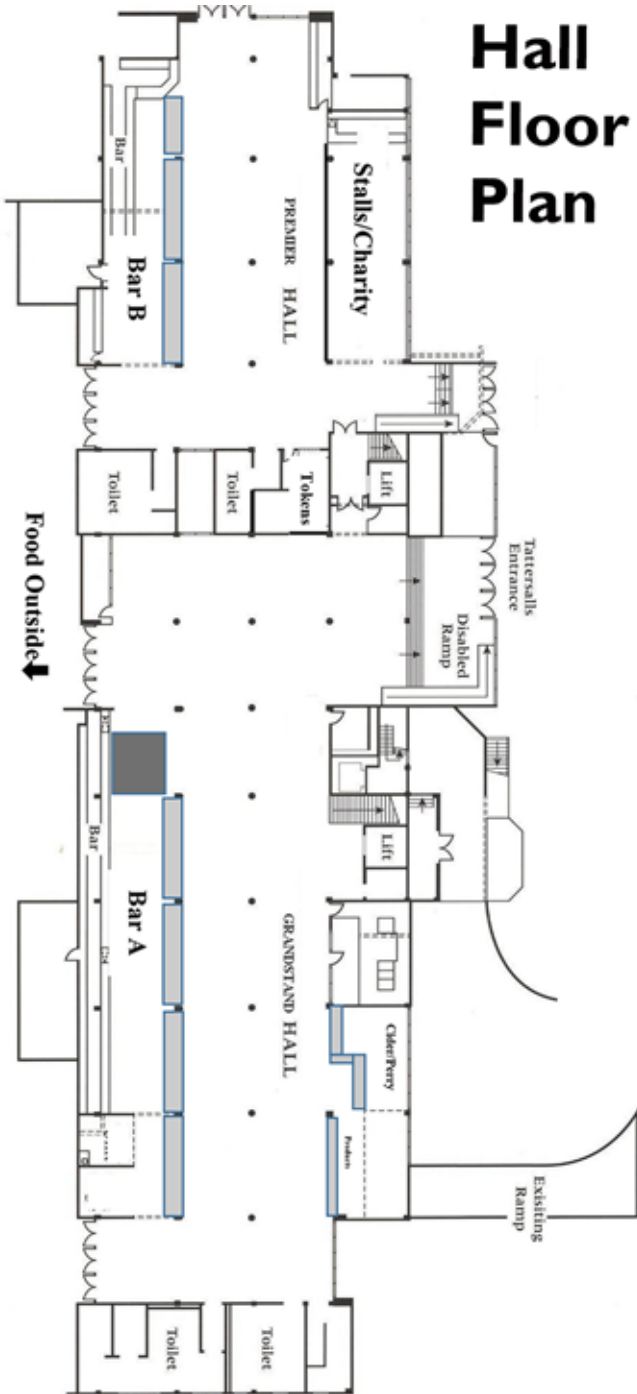 Hall
Floor
Plan
Bar
Bar B
PREMIER HALL
Stalls/Charity
Toilet
Toilet
Tokens
Lift
Tattersalls
Entrance
Disabled
Ramp
Food Outside
Bar
Bar A
GRANDSTAND HALL
Lift
Cider/Perry
Products
Exisiting
Ramp
Toilet
Toilet